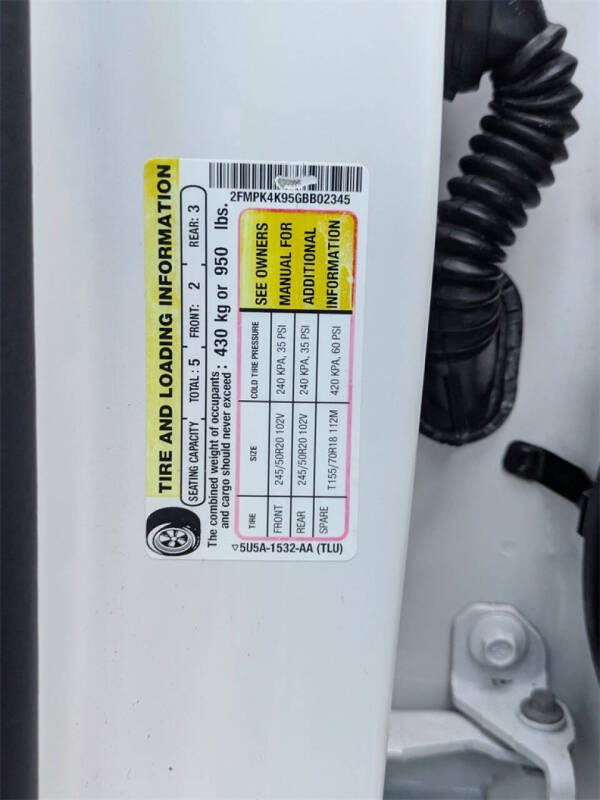 TIRE AND LOADING INFORMATION
SEATING CAPACITY TOTAL: 5 FRONT: 2 REAR: 3
The combined weight of occupants
and cargo should never exceed : 430 kg or 950 lbs.
TIRE SIZE COLD TIRE PRESSURE
FRONT 245/50R20 102V 240 KPA, 35 PSI
REAR 245/50R20 102V 240 KPA, 35 PSI
SPARE T155/70R18 112M 420 KPA, 60 PSI
SEE OWNERS
MANUAL FOR
ADDITIONAL
INFORMATION
5U5A-1532-AA (TLU)
2FMPK4K95GBB02345